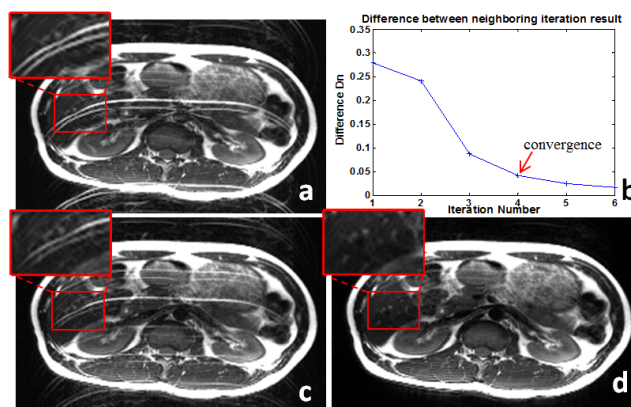 a
Difference between neighboring iteration result
Difference Dn
0.35
0.3
0.25
0.2
0.15
0.1
0.05
0
convergence
1 2 3 4 5 6
Iteration Number
b
c
d